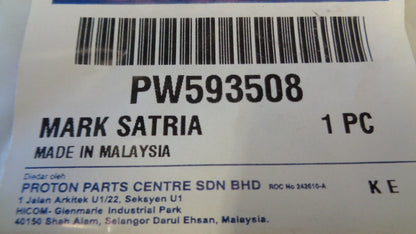 PW593508
MARK SATRIA 1 PC
MADE IN MALAYSIA
Diedar oleh
PROTON PARTS CENTRE SDN BHD ROC No 242610-A K E
1 Jalan Arkitek U1/22, Seksyen U1
HICOM- Glenmarie Industrial Park
40150 Shah Alam, Selangor Darul Ehsan, Malaysia.